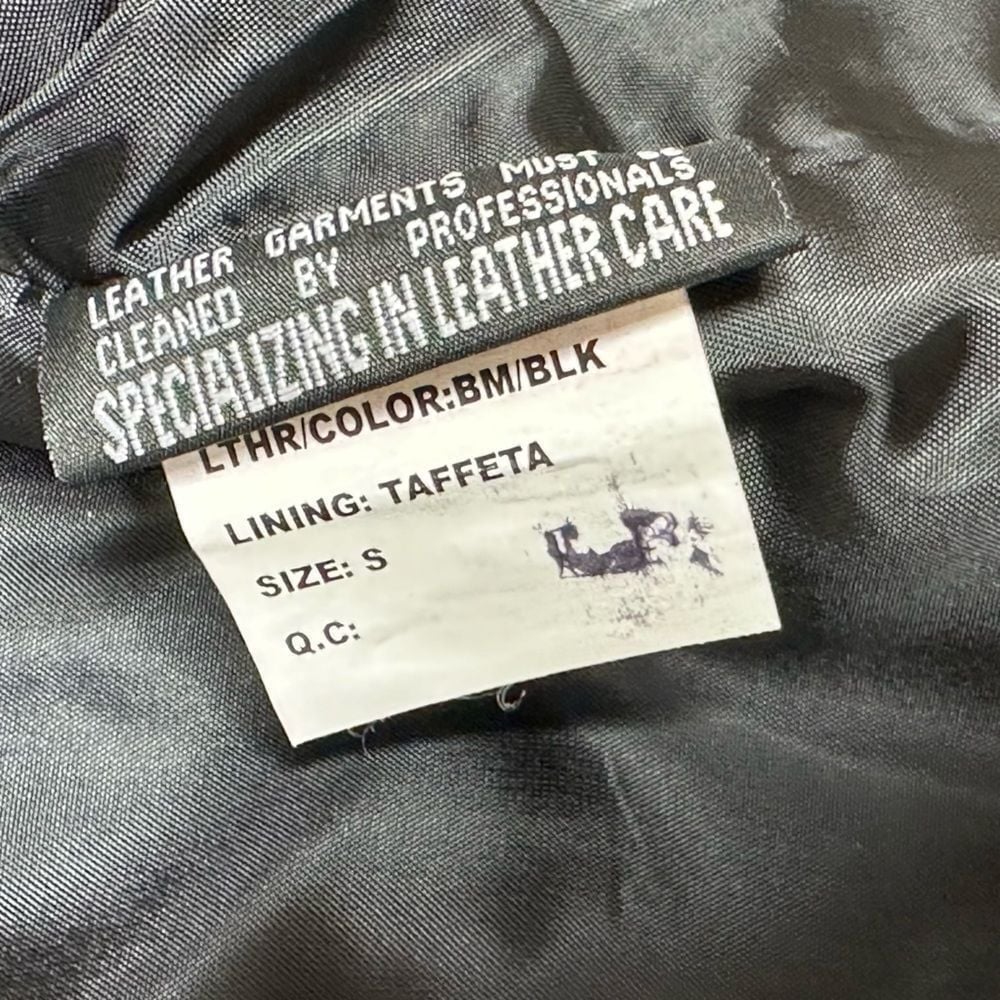 LEATHER GARMENTS MUST
CLEANED BY PROFESSIONALS
SPECIALIZING IN LEATHER CARE
LTHR/COLOR:BM/BLK
LINING: TAFFETA
SIZE: S
Q.C: